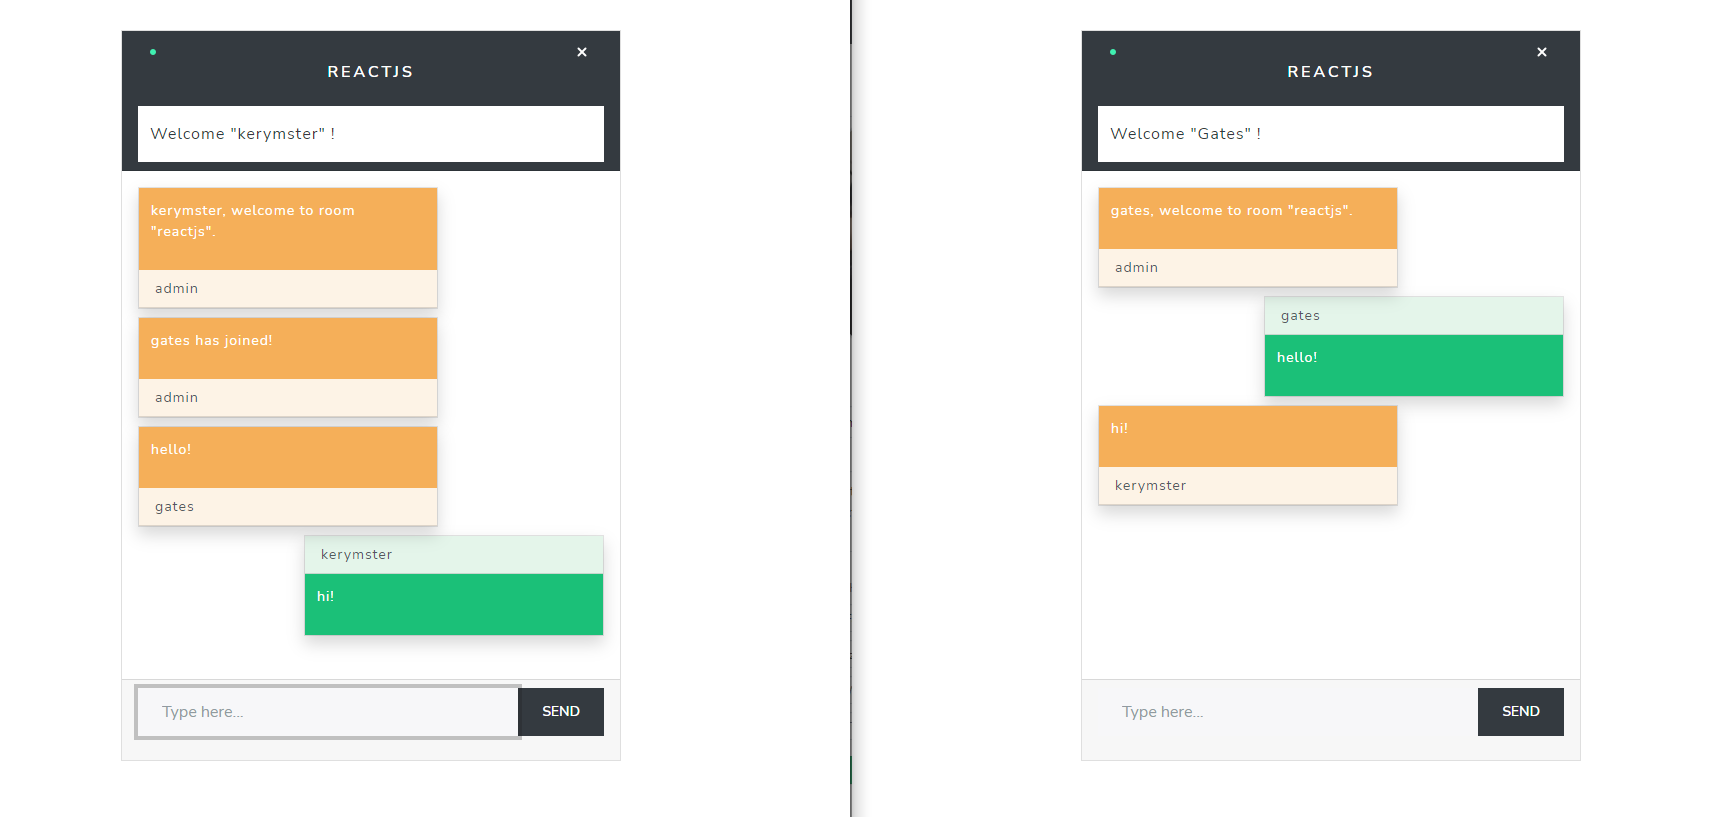 REACTJS
Welcome "kerymster" !
kerymster, welcome to room
"reactjs".
admin
gates has joined!
admin
hello!
gates
kerymster
hi!
Type here...
SEND
REACTJS
Welcome "Gates" !
gates, welcome to room "reactjs".
admin
gates
hello!
hi!
kerymster
Type here...
SEND